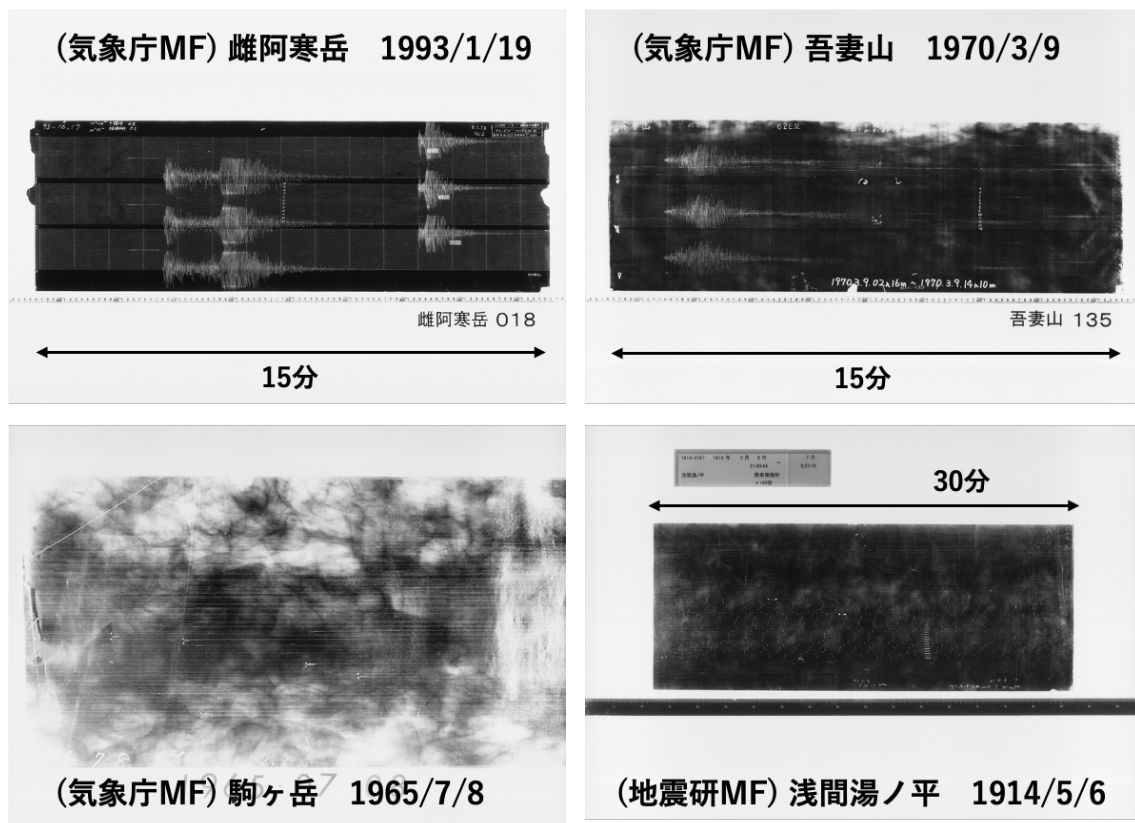 (気象庁MF) 雌阿寒岳 1993/1/19
93-16.17
雌阿寒岳 018
15分
(気象庁MF) 吾妻山 1970/3/9
1970.3.9.02h16m ~ 1970.3.9.14h10m
吾妻山 135
15分
(気象庁MF) 駒ヶ岳 1965/7/8
30分
(地震研MF) 浅間湯ノ平 1914/5/6